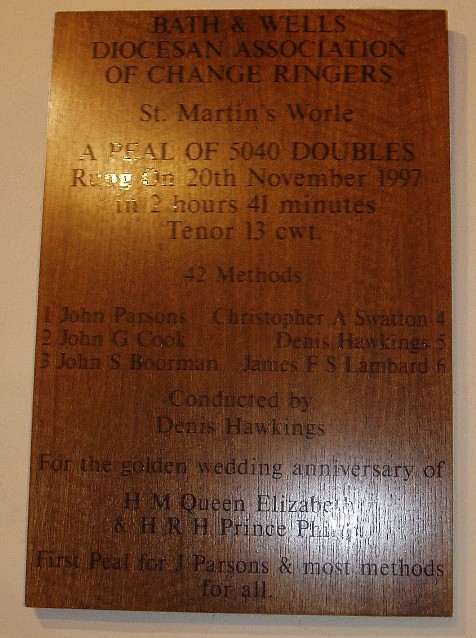 BATH & WELLS
DIOCESAN ASSOCIATION
OF CHANGE RINGERS
St. Martin's Worle
A PEAL OF 5040 DOUBLES
Rung On 20th November 1997
in 2 hours 41 minutes
Tenor 13 cwt.
42 Methods
1 John Parsons Christopher A Swatton 4
2 John G Cook Denis Hawkings 5
3 John S Boorman James F S Lambard 6
Conducted by
Denis Hawkings
For the golden wedding anniversary of
H M Queen Elizabeth
& H R H Prince Philip
First Peal for J Parsons & most methods
for all.